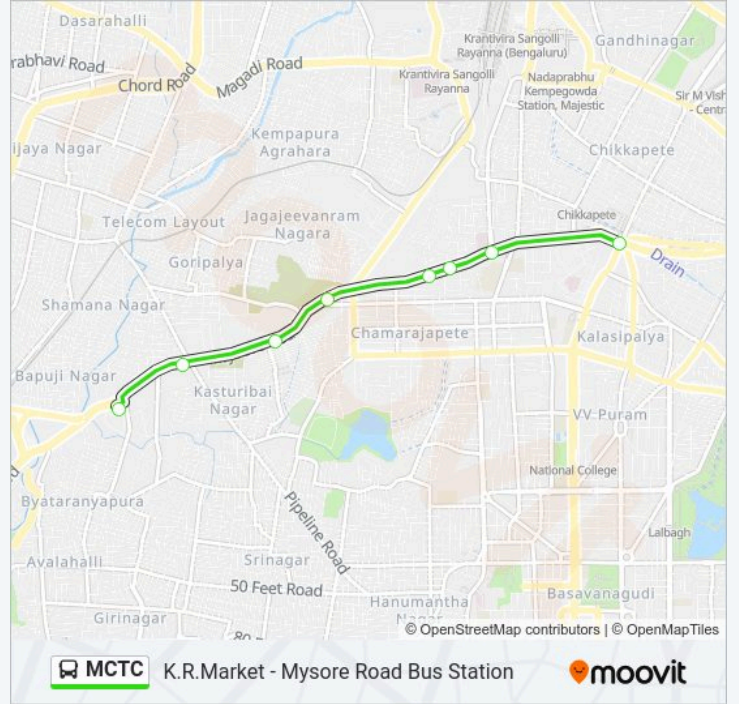 Dasarahalli
Krantivira Sangolli
Rayanna (Bengaluru)
Gandhinagar
rabhavi Road
Chord Road
Magadi Road
Krantivira Sangolli
Rayanna
Nadaprabhu
Kempegowda
Station, Majestic
Sir M Vish
- Centr
ijaya Nagar
Kempapura
Agrahara
Chikkapete
Telecom Layout
Jagajeevanram
Nagara
Chikkapete
Goripalya
Drain
Shamana Nagar
Chamarajapete
Kalasipalya
Bapuji Nagar
Kasturibai
Nagar
VV Puram
National College
Byataranyapura
Pipeline Road
Lalbagh
Avalahalli
Srinagar
50 Feet Road
Hanumantha
Nagar
Basavanagudi
Girinagar
© OpenStreetMap contributors | © OpenMapTiles
MCTC
K.R.Market - Mysore Road Bus Station
moovit